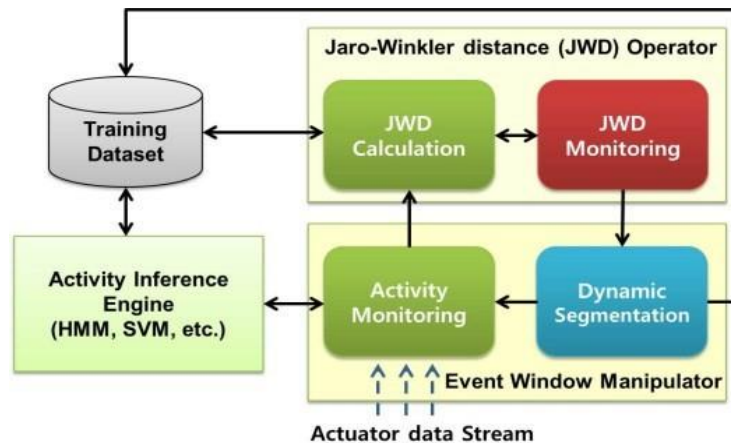 Jaro-Winkler distance (JWD) Operator
Training
Dataset
JWD
Calculation
JWD
Monitoring
Activity Inference
Engine
(HMM, SVM, etc.)
Activity
Monitoring
Dynamic
Segmentation
Event Window Manipulator
Actuator data Stream